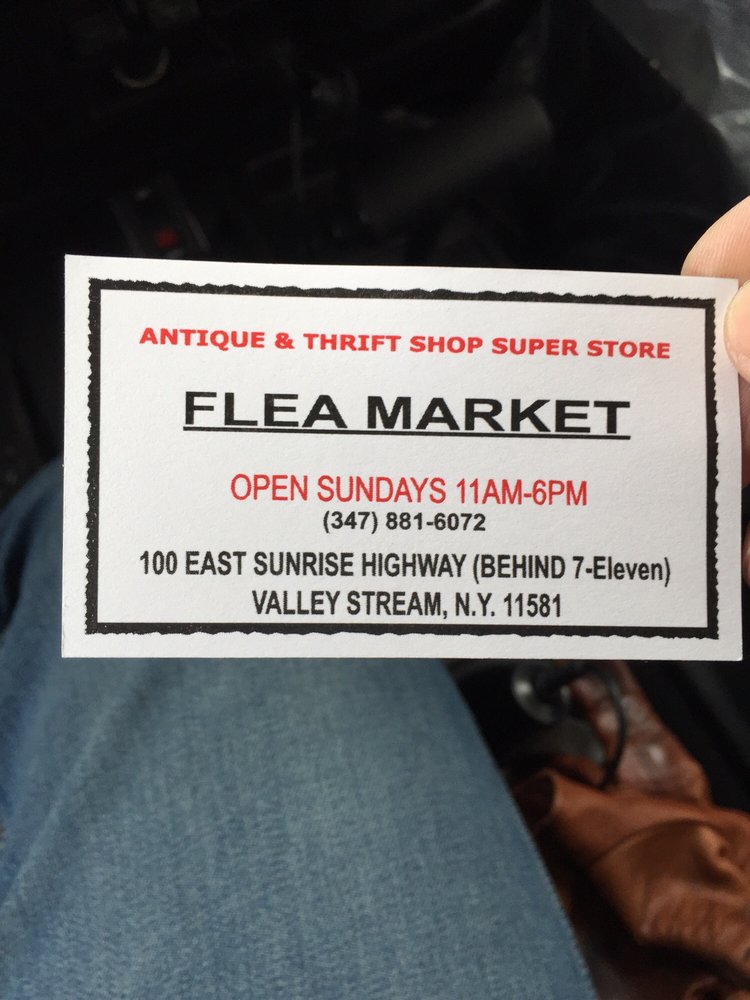 ANTIQUE & THRIFT SHOP SUPER STORE
FLEA MARKET
OPEN SUNDAYS 11AM-6PM
(347) 881-6072
100 EAST SUNRISE HIGHWAY (BEHIND 7-Eleven)
VALLEY STREAM, N.Y. 11581